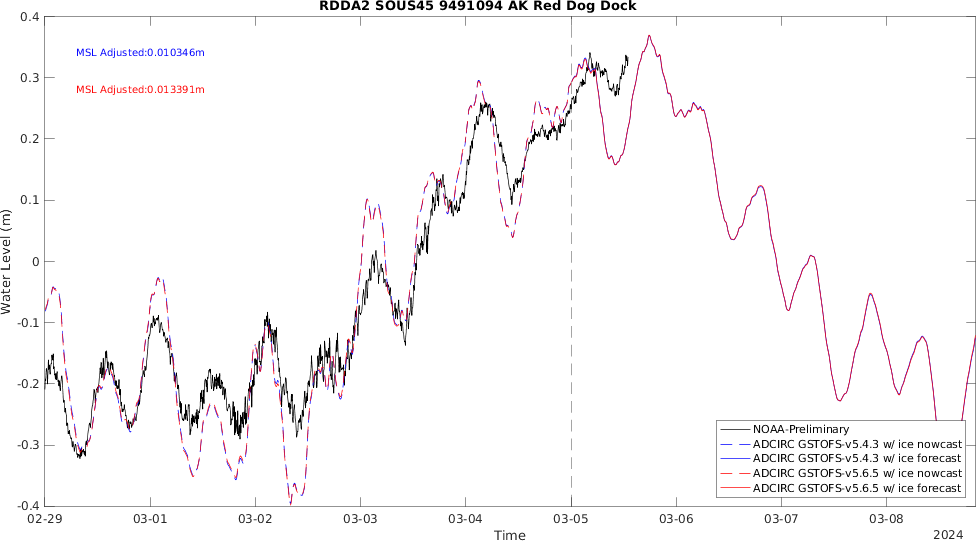 RDDA2 SOUS45 9491094 AK Red Dog Dock
0.4
MSL Adjusted:0.010346m
0.3
MSL Adjusted:0.013391m
0.2
0.1
0
-0.1
-0.2
-0.3
-0.4
Water Level (m)
NOAA-Preliminary
ADCIRC GSTOFS-v5.4.3 w/ ice nowcast
ADCIRC GSTOFS-v5.4.3 w/ ice forecast
ADCIRC GSTOFS-v5.6.5 w/ ice nowcast
ADCIRC GSTOFS-v5.6.5 w/ ice forecast
02-29 03-01 03-02 03-03 03-04 03-05 03-06 03-07 03-08
Time
2024